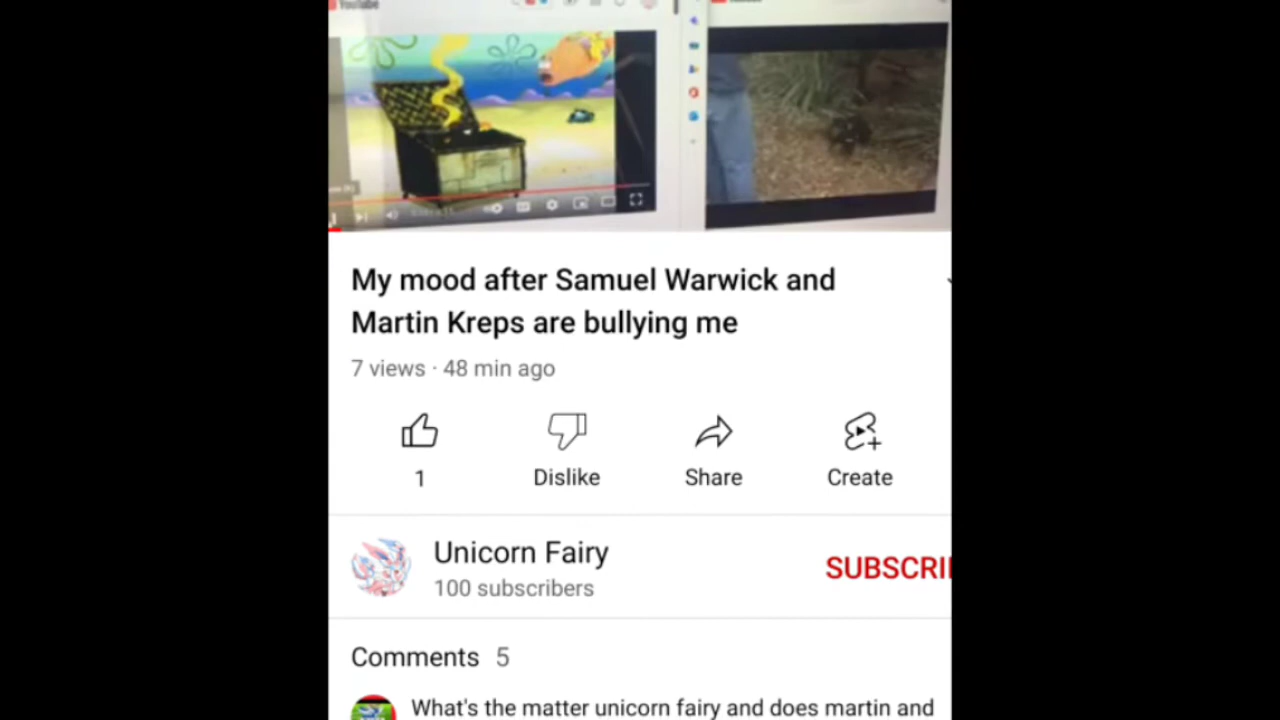 YouTube
My mood after Samuel Warwick and
Martin Kreps are bullying me
7 views · 48 min ago
1
Dislike
Share
Create
Unicorn Fairy
100 subscribers
SUBSCRI
Comments 5
What's the matter unicorn fairy and does martin and